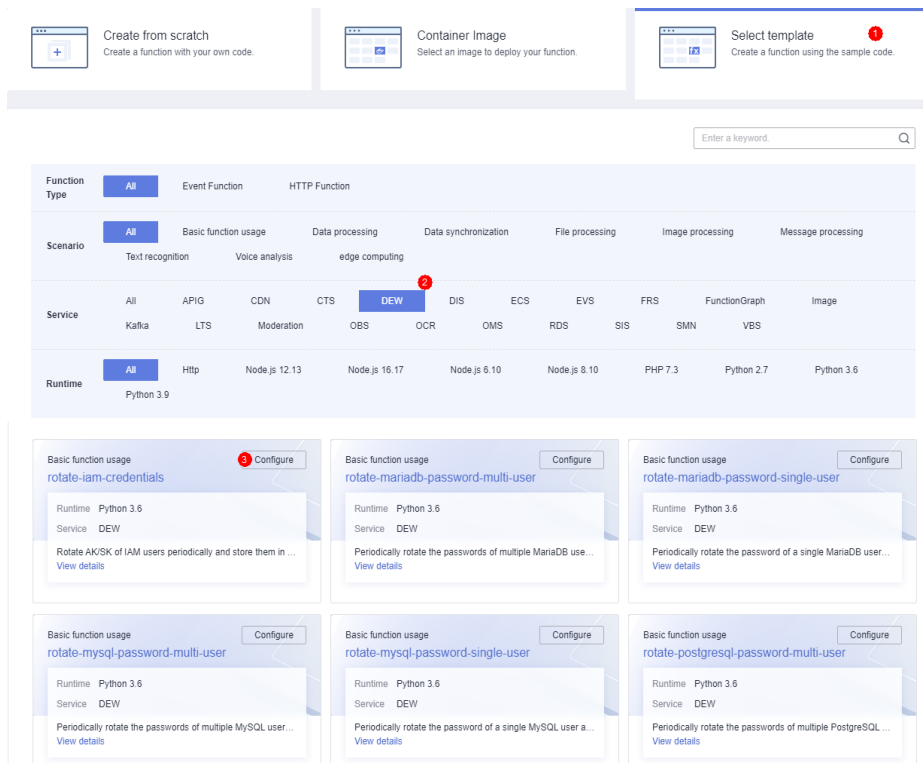 Create from scratch
Create a function with your own code.
Container Image
Select an image to deploy your function.
Select template
1
Create a function using the sample code.
Enter a keyword.
Function Type
All Event Function HTTP Function
Scenario
All Basic function usage Data processing Data synchronization File processing Image processing Message processing
Text recognition Voice analysis edge computing
2
Service
All APIG CDN CTS DEW DIS ECS EVS FRS FunctionGraph Image
Kafka LTS Moderation OBS OCR OMS RDS SIS SMN VBS
Runtime
All Http Node.js 12.13 Node.js 16.17 Node.js 6.10 Node.js 8.10 PHP 7.3 Python 2.7 Python 3.6
Python 3.9
Basic function usage 3 Configure
rotate-iam-credentials
Runtime Python 3.6
Service DEW
Rotate AK/SK of IAM users periodically and store them in ...
View details
Basic function usage Configure
rotate-mariadb-password-multi-user
Runtime Python 3.6
Service DEW
Periodically rotate the passwords of multiple MariaDB use...
View details
Basic function usage Configure
rotate-mariadb-password-single-user
Runtime Python 3.6
Service DEW
Periodically rotate the password of a single MariaDB user...
View details
Basic function usage Configure
rotate-mysql-password-multi-user
Runtime Python 3.6
Service DEW
Periodically rotate the passwords of multiple MySQL user...
View details
Basic function usage Configure
rotate-mysql-password-single-user
Runtime Python 3.6
Service DEW
Periodically rotate the password of a single MySQL user a...
View details
Basic function usage Configure
rotate-postgresql-password-multi-user
Runtime Python 3.6
Service DEW
Periodically rotate the passwords of multiple PostgreSQL ...
View details